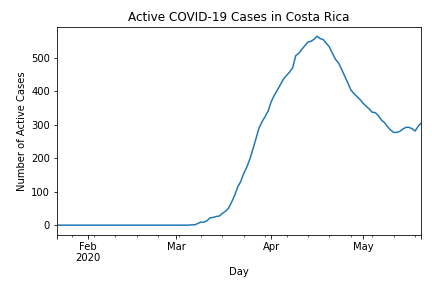 Active COVID-19 Cases in Costa Rica
Number of Active Cases
500
400
300
200
100
0
Feb
2020
Mar
Apr
May
Day